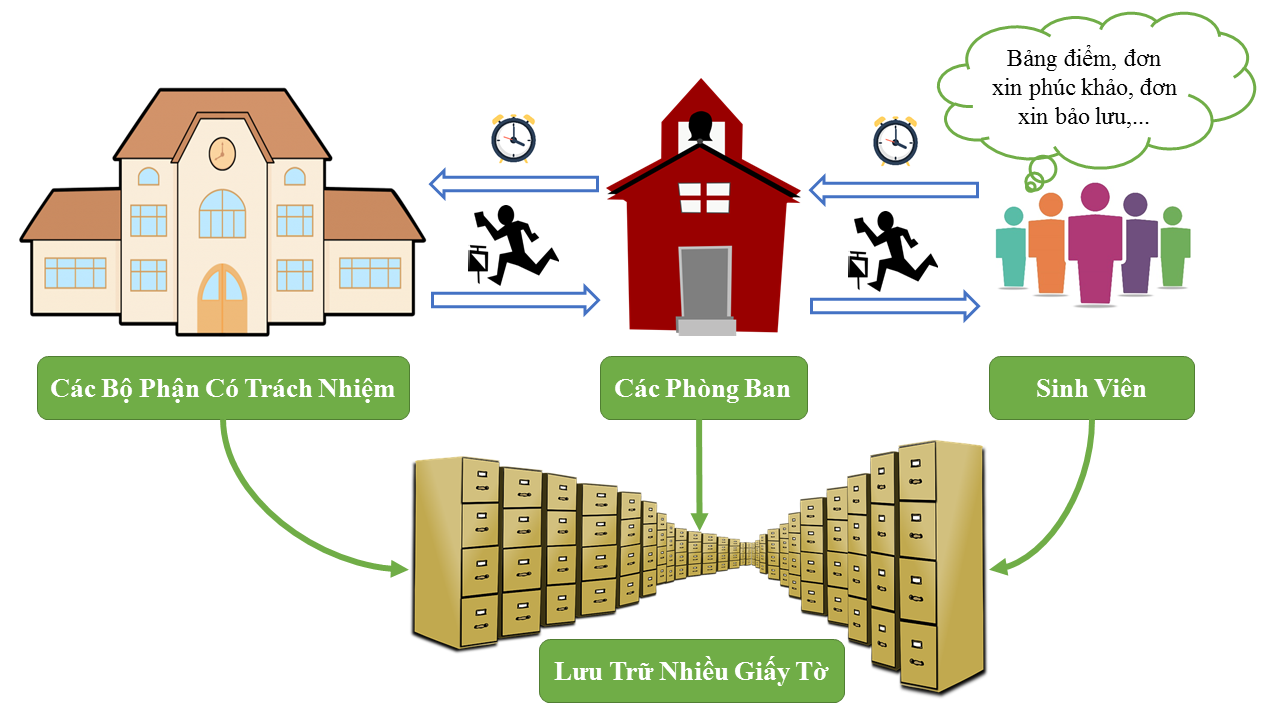 Bảng điểm, đơn
xin phúc khảo, đơn
xin bảo lưu,...
Các Bộ Phận Có Trách Nhiệm
Các Phòng Ban
Sinh Viên
Lưu Trữ Nhiều Giấy Tờ